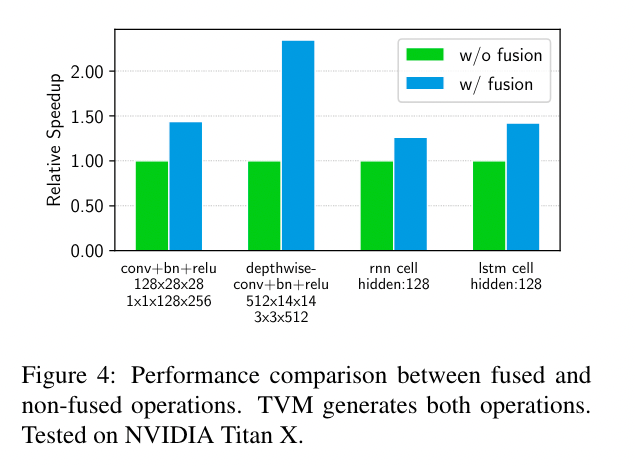 Relative Speedup
2.00
1.50
1.00
0.50
0.00
w/o fusion
w/ fusion
conv+bn+relu
128x28x28
1x1x128x256
depthwise-
conv+bn+relu
512x14x14
3x3x512
rnn cell
hidden:128
lstm cell
hidden:128
Figure 4: Performance comparison between fused and
non-fused operations. TVM generates both operations.
Tested on NVIDIA Titan X.